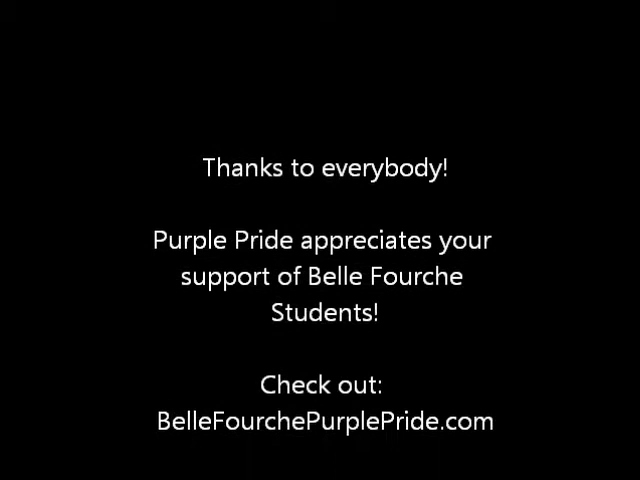 Thanks to everybody!
Purple Pride appreciates your
support of Belle Fourche
Students!
Check out:
BelleFourchePurplePride.com